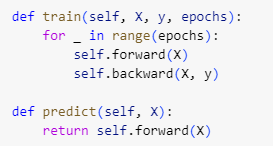 def train(self, X, y, epochs):
    for _ in range(epochs):
        self.forward(X)
        self.backward(X, y)

def predict(self, X):
    return self.forward(X)